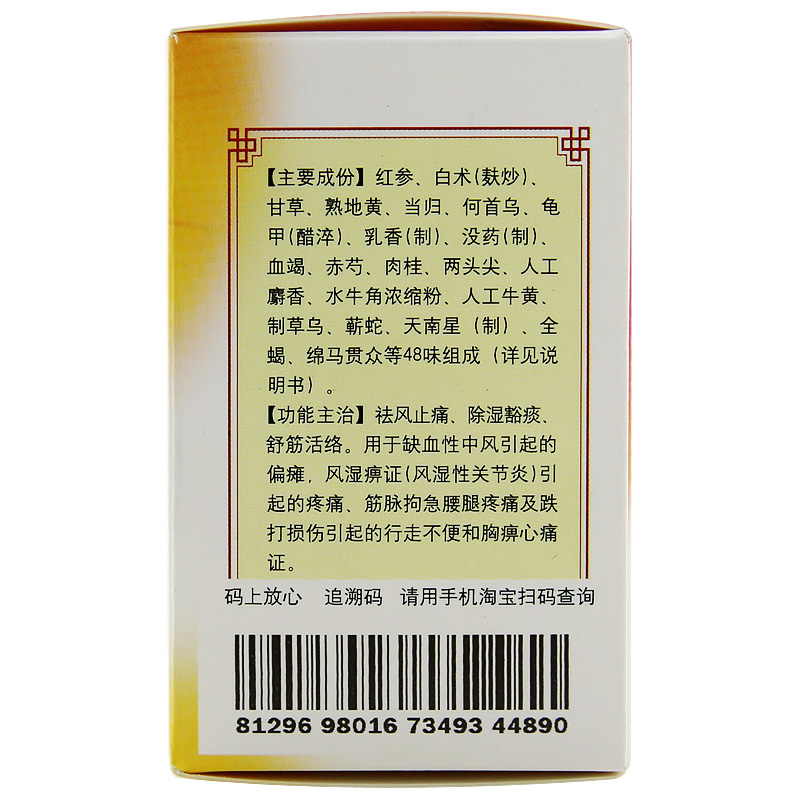 【主要成份】红参、白术(麸炒)、
甘草、熟地黄、当归、何首乌、龟
甲(醋淬)、乳香(制)、没药(制)、
血竭、赤芍、肉桂、两头尖、人工
麝香、水牛角浓缩粉、人工牛黄、
制草乌、蕲蛇、天南星（制）、全
蝎、绵马贯众等48味组成（详见说
明书）。
【功能主治】祛风止痛、除湿豁痰、
舒筋活络。用于缺血性中风引起的
偏瘫，风湿痹证(风湿性关节炎)引
起的疼痛、筋脉拘急腰腿疼痛及跌
打损伤引起的行走不便和胸痹心痛
证。
码上放心 追溯码 请用手机淘宝扫码查询
81296 98016 73493 44890